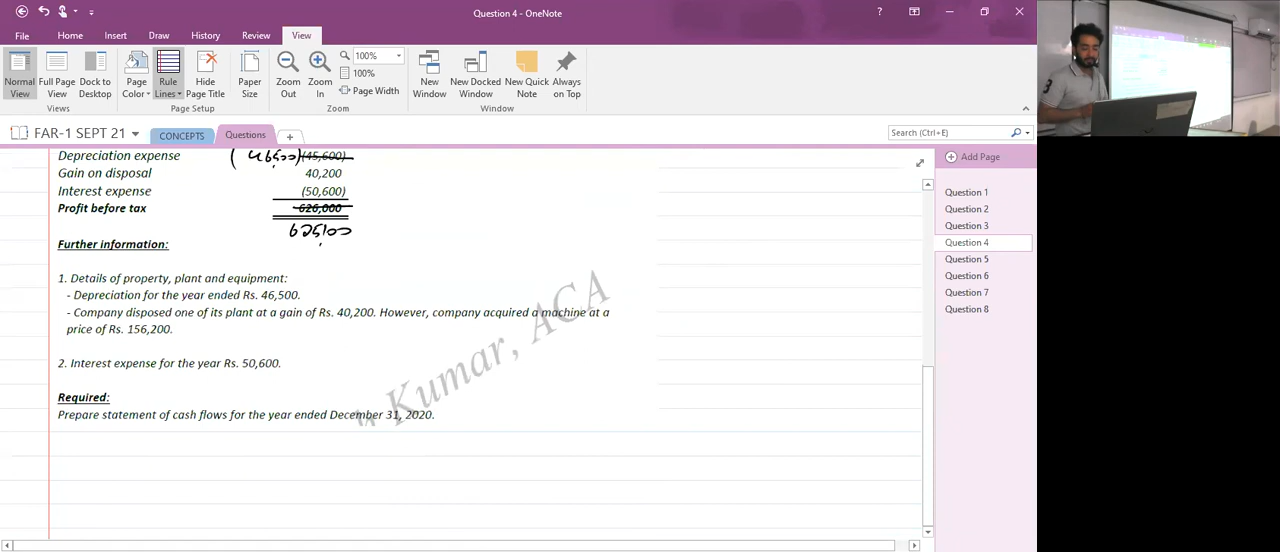 Question 4 - OneNote
?
File Home Insert Draw History Review View
Normal View
Full Page View
Dock to Desktop
Page Color
Rule Lines
Hide Page Title
Paper Size
Zoom Out
Zoom In
100%
100%
Page Width
New Window
New Docked Window
New Quick Note
Always on Top
Views Page Setup Zoom Window
FAR-1 SEPT 21 CONCEPTS Questions +
Search (Ctrl+E)
Add Page
Question 1
Question 2
Question 3
Question 4
Question 5
Question 6
Question 7
Question 8
Depreciation expense (46500) (45,600)
Gain on disposal 40,200
Interest expense (50,600)
Profit before tax 626,000
625100
Further information:
1. Details of property, plant and equipment:
- Depreciation for the year ended Rs. 46,500.
- Company disposed one of its plant at a gain of Rs. 40,200. However, company acquired a machine at a
price of Rs. 156,200.
2. Interest expense for the year Rs. 50,600.
Required:
Prepare statement of cash flows for the year ended December 31, 2020.
Kumar, ACA
3